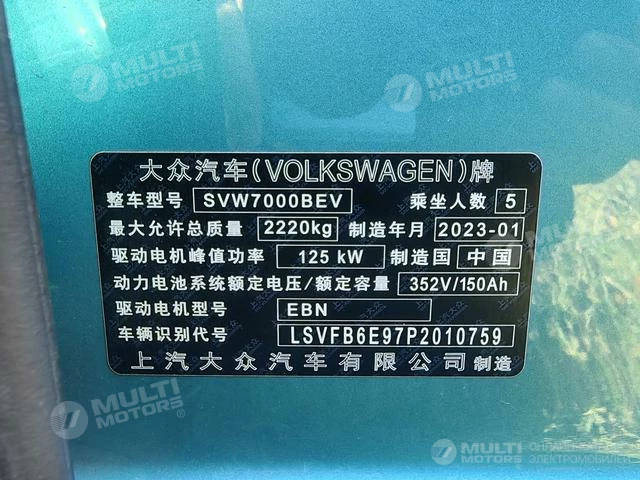 大众汽车(VOLKSWAGEN)牌
整车型号 SVW7000BEV 乘坐人数 5
最大允许总质量 2220kg 制造年月 2023-01
驱动电机峰值功率 125 kW 制造国 中国
动力电池系统额定电压/额定容量 352V/150Ah
驱动电机型号 EBN
车辆识别代号 LSVFB6E97P2010759
上汽大众汽车有限公司 制造
MULTI MOTORS
MULTI MOTORS
MULTI MOTORS
MULTI MOTORS
MULTI MOTORS
ЭЛЕКТРОМОБИЛЕЙ